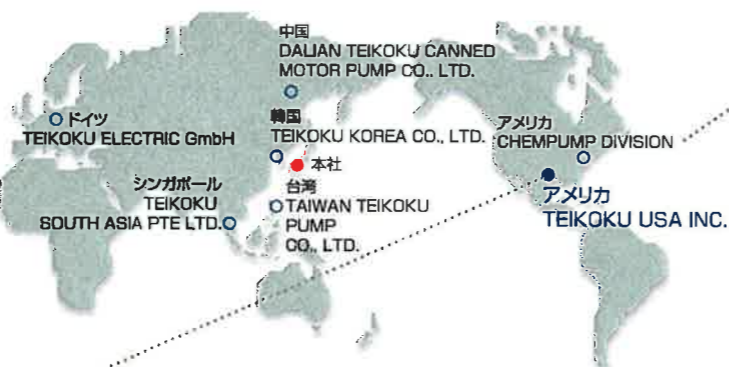 中国
DALIAN TEIKOKU CANNED
MOTOR PUMP CO., LTD.
ドイツ
TEIKOKU ELECTRIC GmbH
韓国
TEIKOKU KOREA CO., LTD.
本社
アメリカ
CHEMPUMP DIVISION
シンガポール
TEIKOKU
SOUTH ASIA PTE LTD.
台湾
TAIWAN TEIKOKU
PUMP
CO., LTD.
アメリカ
TEIKOKU USA INC.